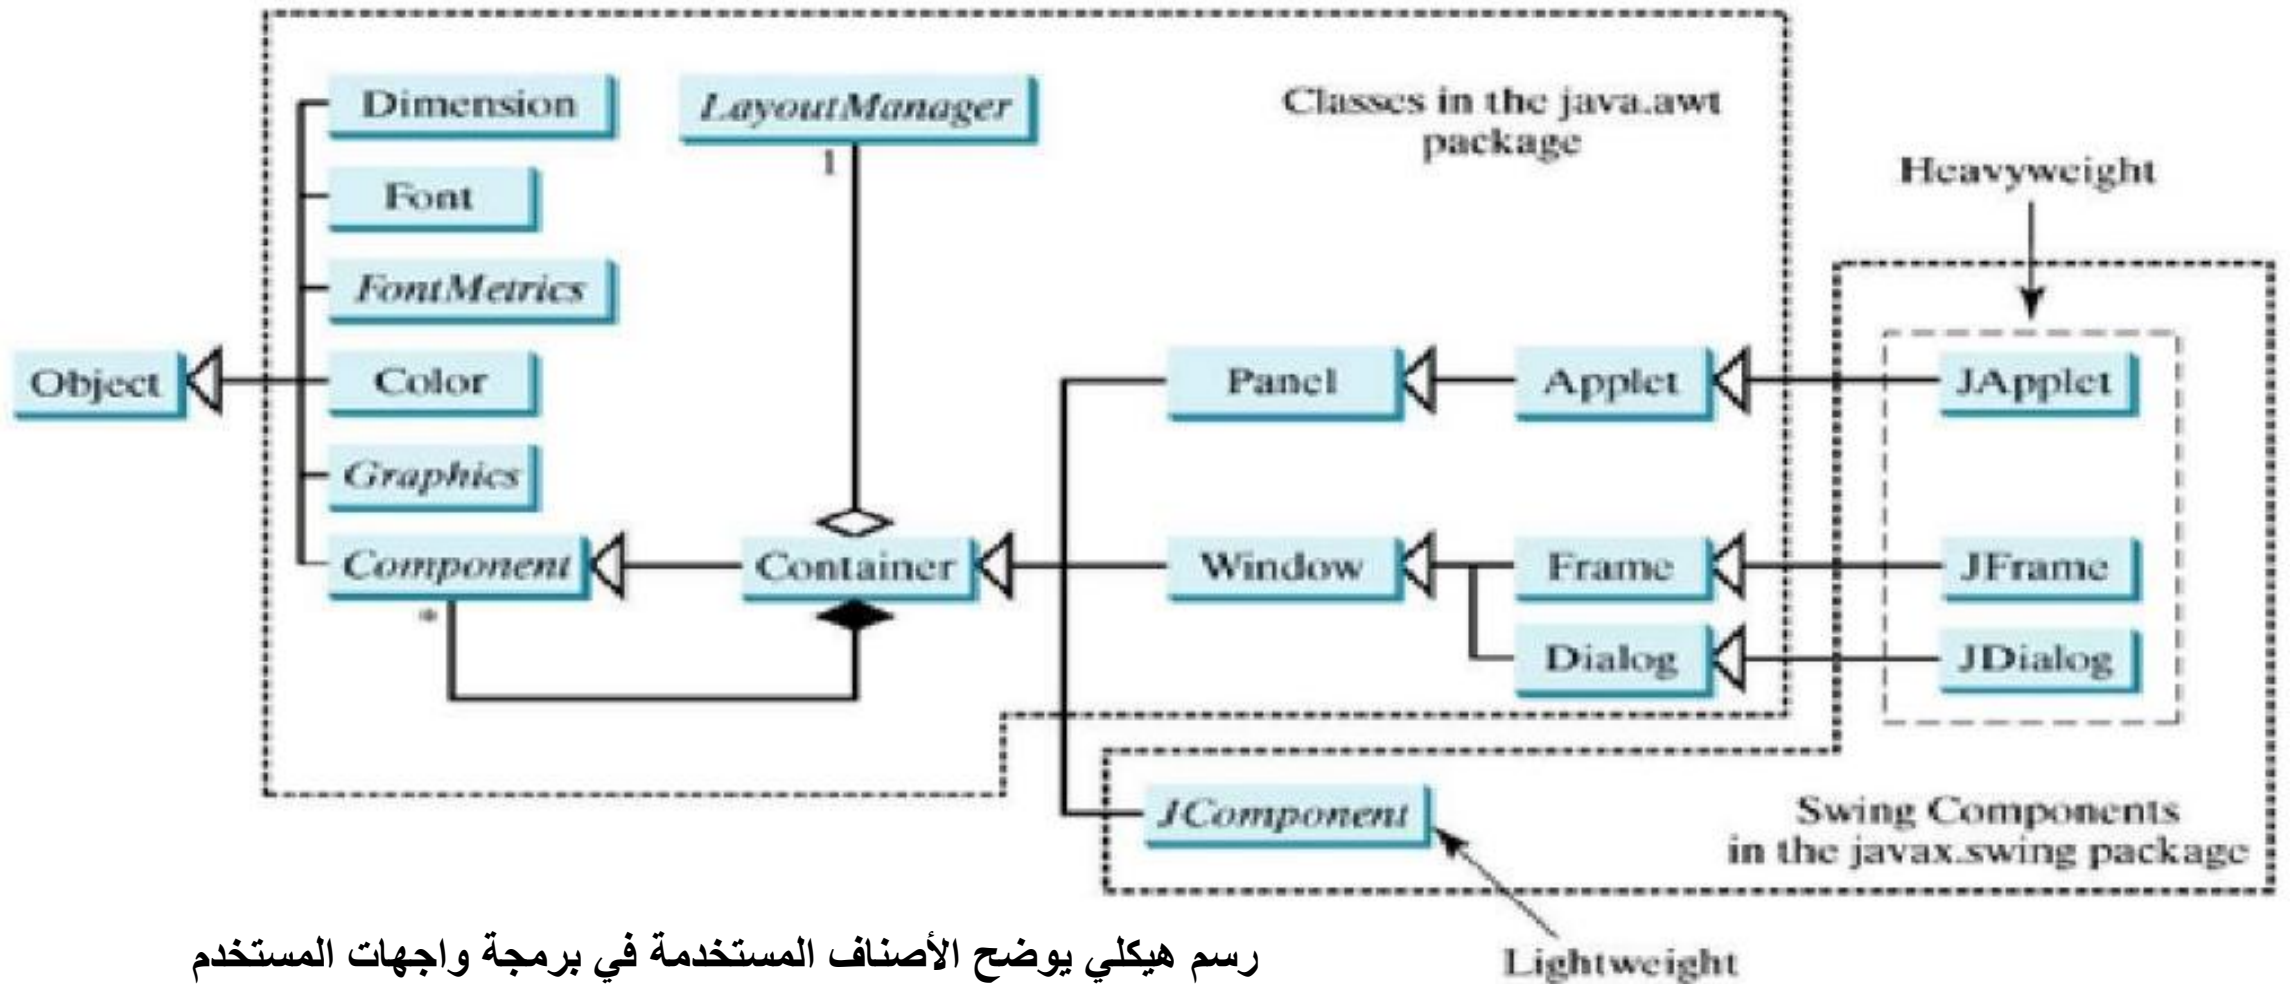 Dimension
LayoutManager
1
Classes in the java.awt
package
Font
Heavyweight
FontMetrics
Object
Color
Panel
Applet
JApplet
Graphics
Component
*
Container
Window
Frame
JFrame
Dialog
JDialog
JComponent
Swing Components
in the javax.swing package
Lightweight
رسم هيكلي يوضح الأصناف المستخدمة في برمجة واجهات المستخدم